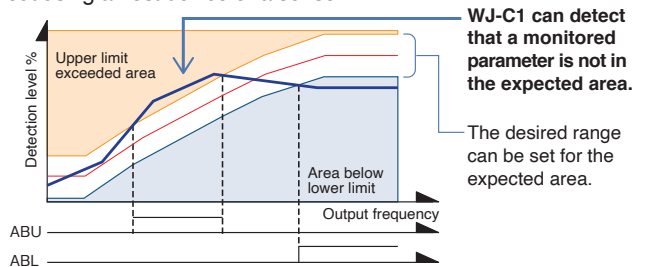 WJ-C1 can detect
that a monitored
parameter is not in
the expected area.
Upper limit
exceeded area
Detection level %
The desired range
can be set for the
expected area.
Area below
lower limit
Output frequency
ABU
ABL